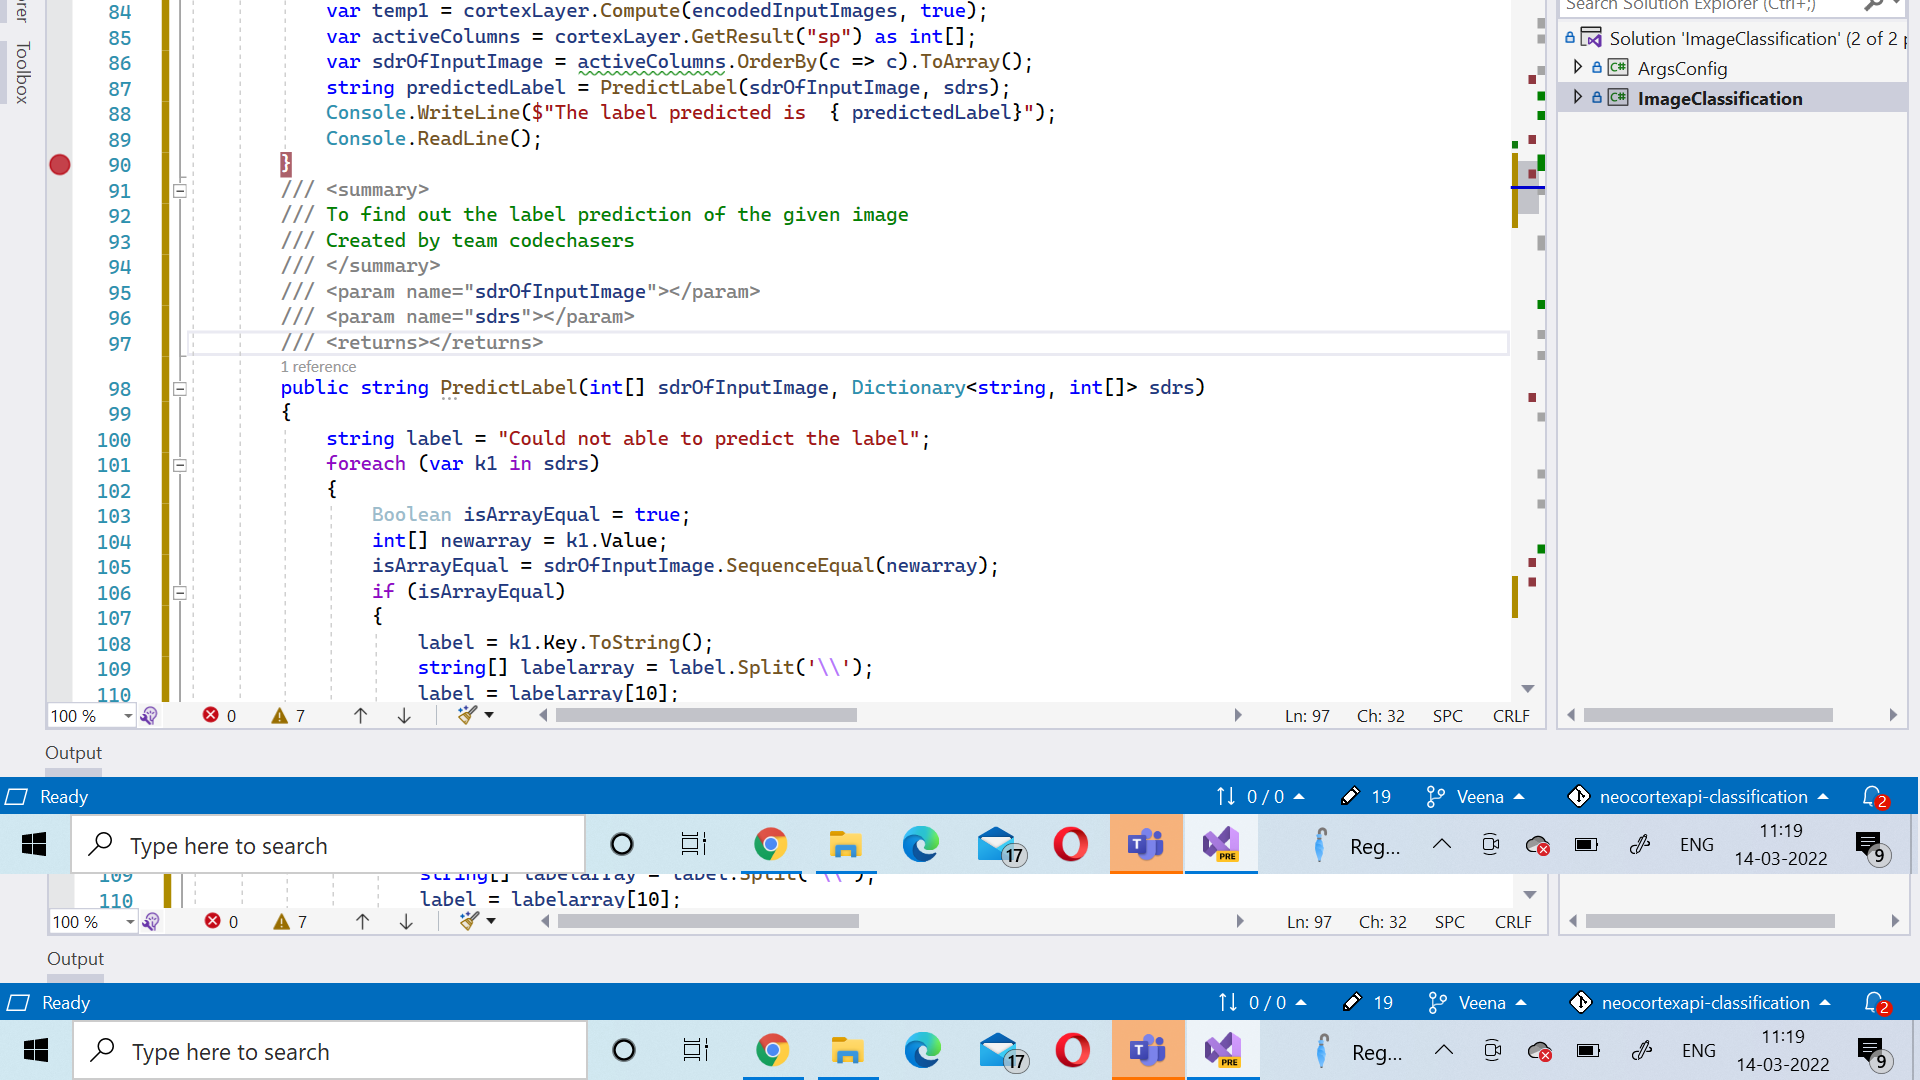 84 var temp1 = cortexLayer.Compute(encodedInputImages, true);
85 var activeColumns = cortexLayer.GetResult("sp") as int[];
86 var sdrOfInputImage = activeColumns.OrderBy(c => c).ToArray();
87 string predictedLabel = PredictLabel(sdrOfInputImage, sdrs);
88 Console.WriteLine($"The label predicted is  { predictedLabel}");
89 Console.ReadLine();
90 }
91 /// <summary>
92 /// To find out the label prediction of the given image
93 /// Created by team codechasers
94 /// </summary>
95 /// <param name="sdrOfInputImage"></param>
96 /// <param name="sdrs"></param>
97 /// <returns></returns>
1 reference
98 public string PredictLabel(int[] sdrOfInputImage, Dictionary<string, int[]> sdrs)
99 {
100 string label = "Could not able to predict the label";
101 foreach (var k1 in sdrs)
102 {
103 Boolean isArrayEqual = true;
104 int[] newarray = k1.Value;
105 isArrayEqual = sdrOfInputImage.SequenceEqual(newarray);
106 if (isArrayEqual)
107 {
108 label = k1.Key.ToString();
109 string[] labelarray = label.Split('\\');
110 label = labelarray[10];
Toolbox
Search Solution Explorer (Ctrl+;)
Solution 'ImageClassification' (2 of 2 p
ArgsConfig
ImageClassification
100 % 0 7 Ln: 97 Ch: 32 SPC CRLF
Output
Ready 0 / 0 19 Veena neocortexapi-classification 2
Type here to search 17 PRE Reg... ENG 11:19 14-03-2022 9
109 string[] labelarray = label.Split('\\');
110 label = labelarray[10];
100 % 0 7 Ln: 97 Ch: 32 SPC CRLF
Output
Ready 0 / 0 19 Veena neocortexapi-classification 2
Type here to search 17 PRE Reg... ENG 11:19 14-03-2022 9